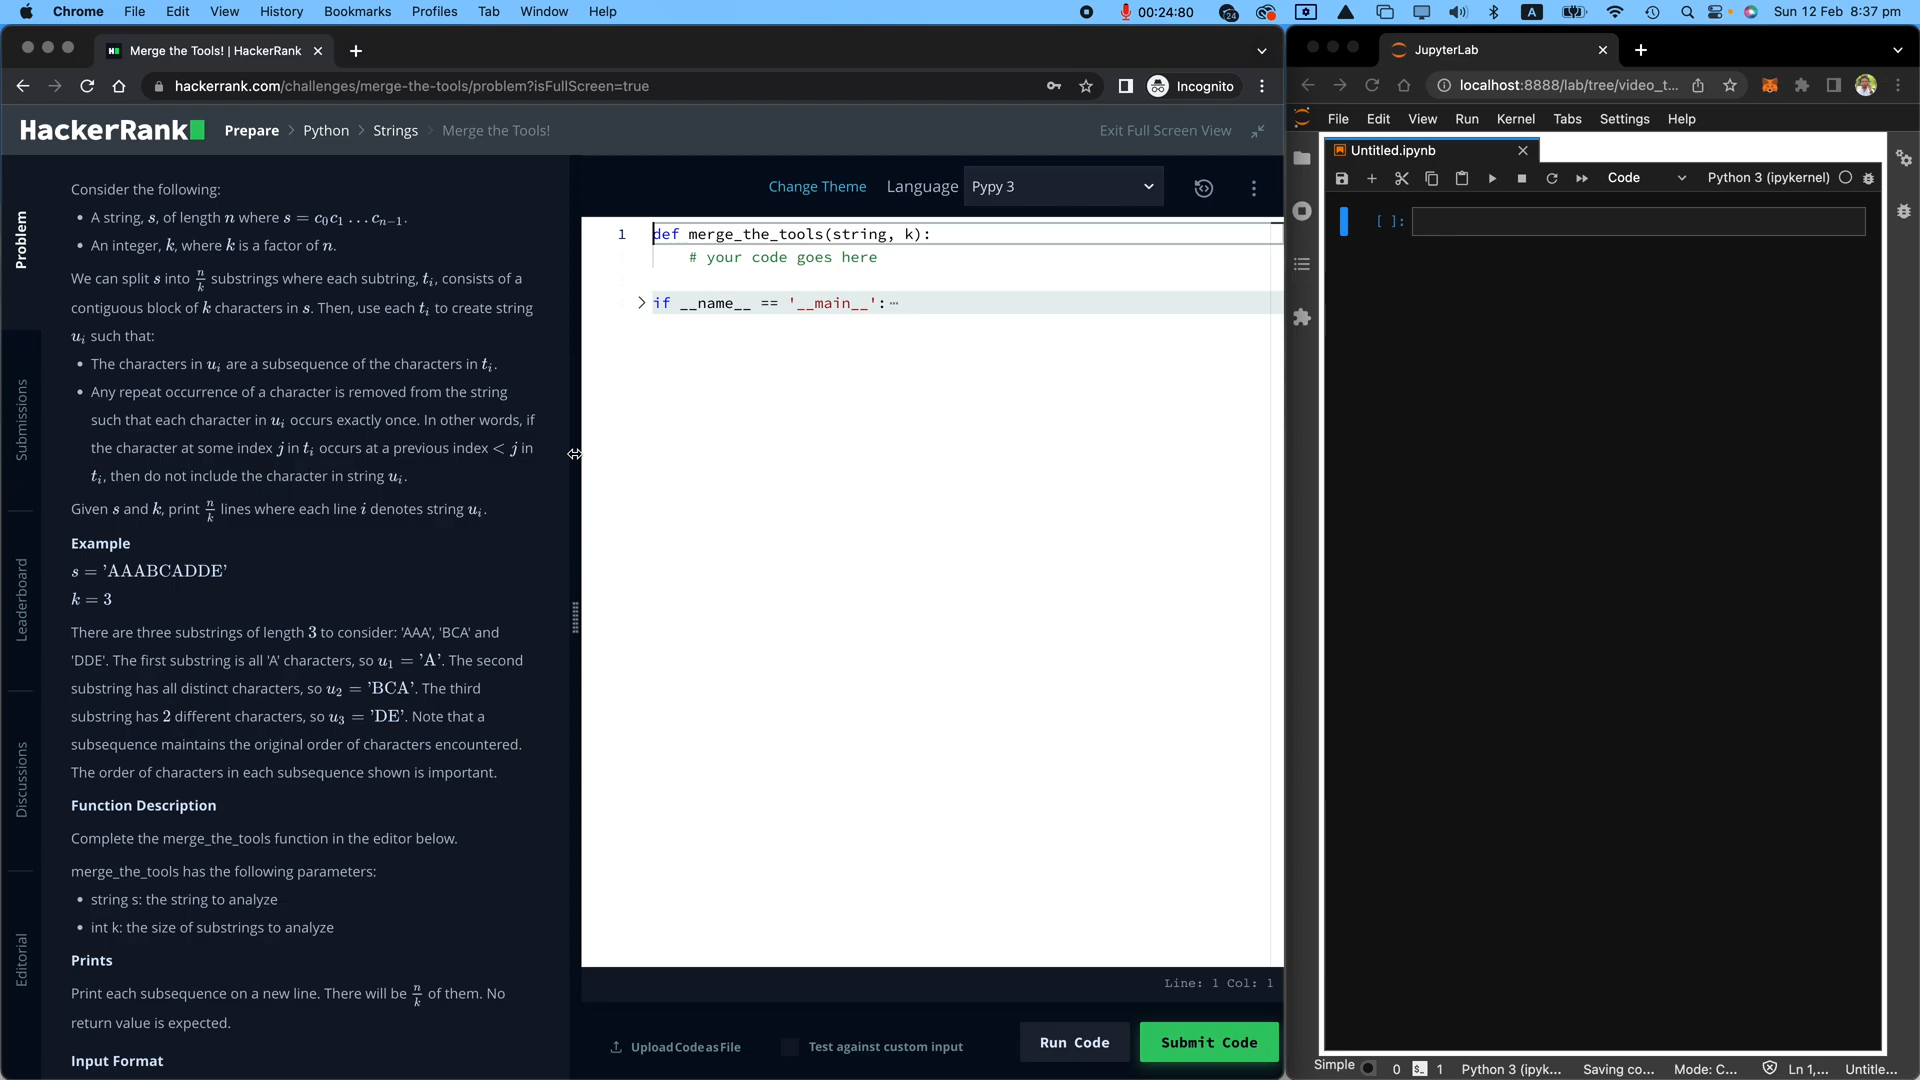 Chrome File Edit View History Bookmarks Profiles Tab Window Help 00:24:80 24 A Sun 12 Feb 8:37 pm
Merge the Tools! | HackerRank
hackerrank.com/challenges/merge-the-tools/problem?isFullScreen=true Incognito
HackerRank Prepare > Python > Strings > Merge the Tools! Exit Full Screen View
Problem
Submissions
Leaderboard
Discussions
Editorial
Consider the following:
• A string, s, of length n where s = c₀c₁ . . . cₙ₋₁.
• An integer, k, where k is a factor of n.
We can split s into n/k substrings where each subtring, tᵢ, consists of a
contiguous block of k characters in s. Then, use each tᵢ to create string
uᵢ such that:
• The characters in uᵢ are a subsequence of the characters in tᵢ.
• Any repeat occurrence of a character is removed from the string
such that each character in uᵢ occurs exactly once. In other words, if
the character at some index j in tᵢ occurs at a previous index < j in
tᵢ, then do not include the character in string uᵢ.
Given s and k, print n/k lines where each line i denotes string uᵢ.
Example
s = 'AAABCADDE'
k = 3
There are three substrings of length 3 to consider: 'AAA', 'BCA' and
'DDE'. The first substring is all 'A' characters, so u₁ = 'A'. The second
substring has all distinct characters, so u₂ = 'BCA'. The third
substring has 2 different characters, so u₃ = 'DE'. Note that a
subsequence maintains the original order of characters encountered.
The order of characters in each subsequence shown is important.
Function Description
Complete the merge_the_tools function in the editor below.
merge_the_tools has the following parameters:
• string s: the string to analyze
• int k: the size of substrings to analyze
Prints
Print each subsequence on a new line. There will be n/k of them. No
return value is expected.
Input Format
Change Theme Language Pypy 3
1 def merge_the_tools(string, k):
# your code goes here
if __name__ == '__main__':⋯
Line: 1 Col: 1
Upload Code as File Test against custom input Run Code Submit Code
JupyterLab
localhost:8888/lab/tree/video_t...
File Edit View Run Kernel Tabs Settings Help
Untitled.ipynb
Code Python 3 (ipykernel)
[ ]:
Simple 0 1 Python 3 (ipyk... Saving co... Mode: C... Ln 1,... Untitle...